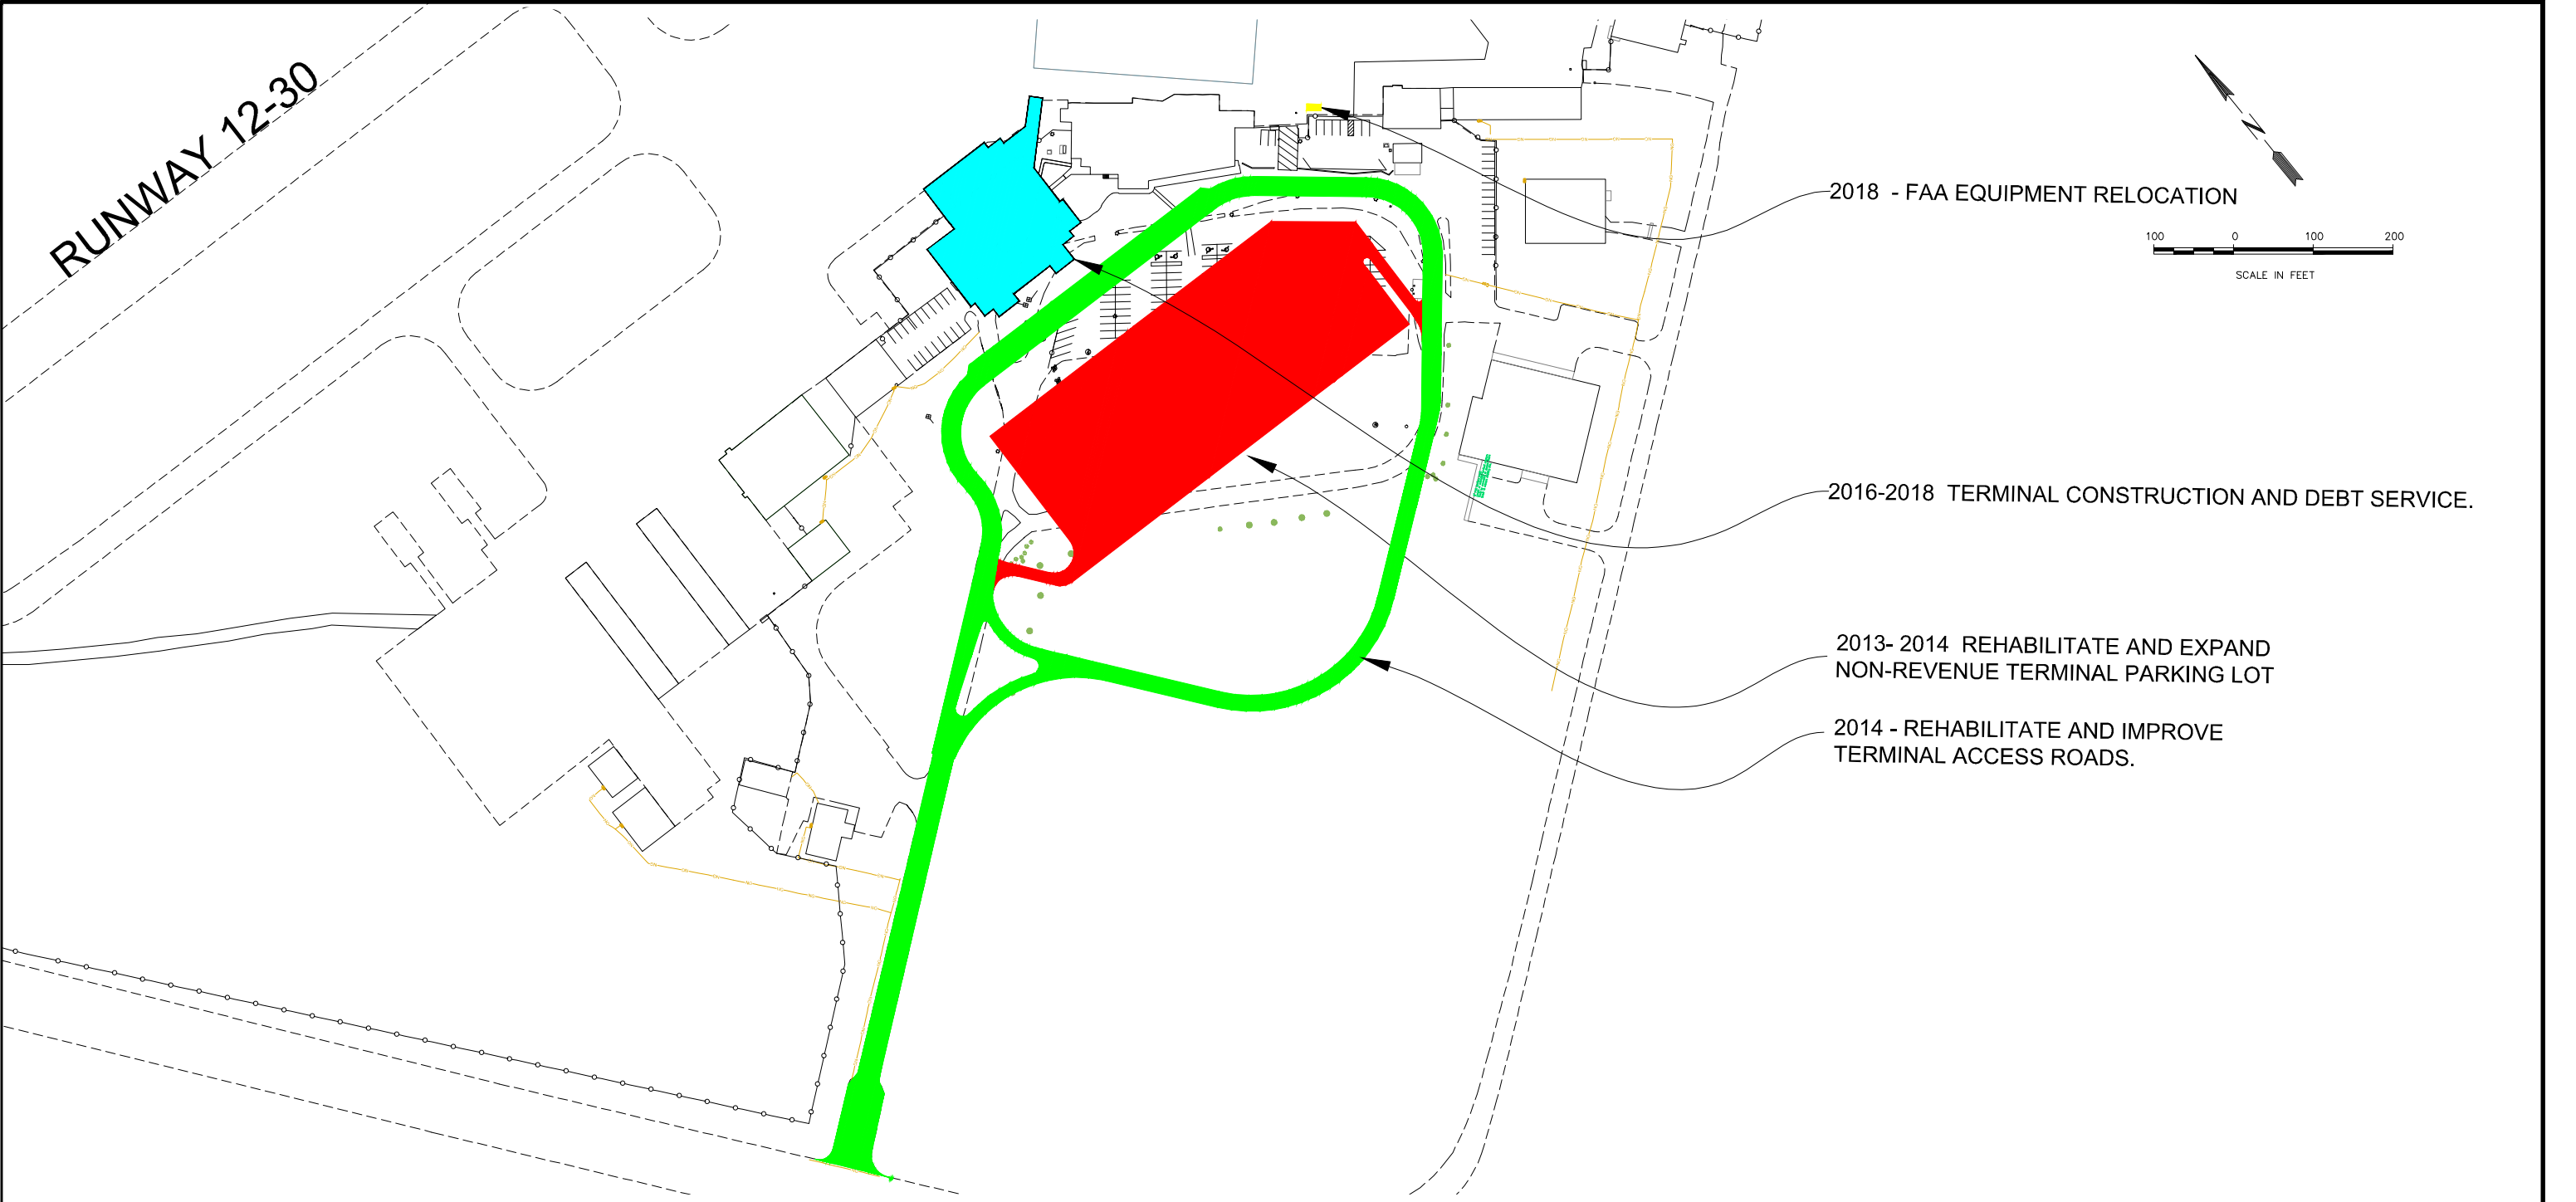 RUNWAY 12-30
2018 - FAA EQUIPMENT RELOCATION
100 0 100 200
SCALE IN FEET
2016-2018 TERMINAL CONSTRUCTION AND DEBT SERVICE.
2013- 2014 REHABILITATE AND EXPAND
NON-REVENUE TERMINAL PARKING LOT
2014 - REHABILITATE AND IMPROVE
TERMINAL ACCESS ROADS.